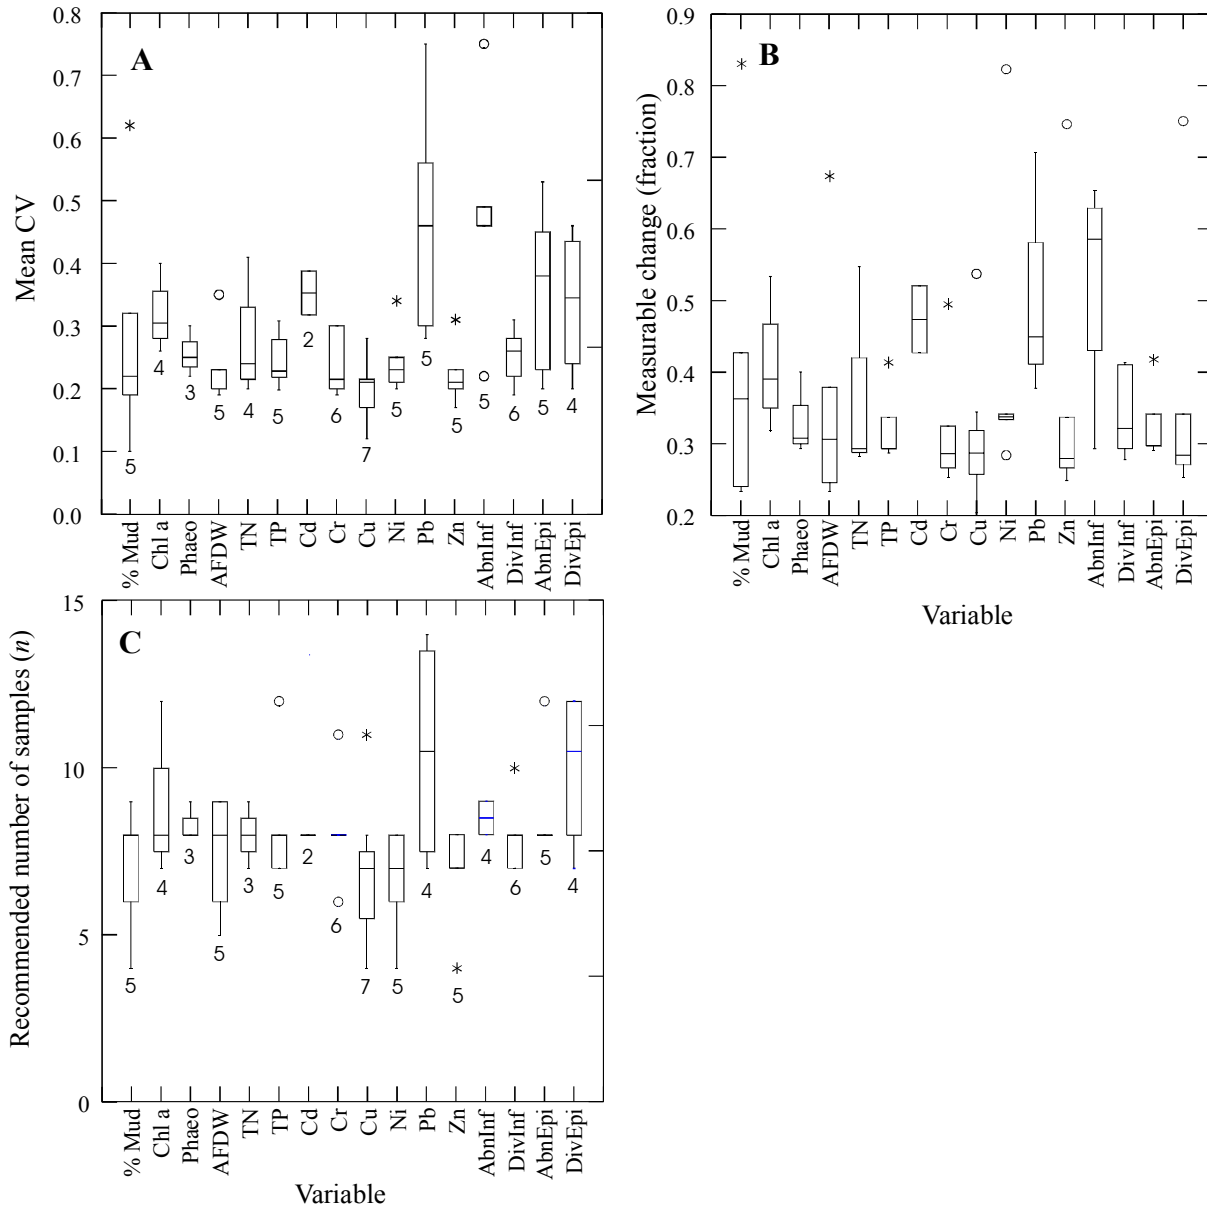 A
Mean CV
0.8
0.7
0.6
0.5
0.4
0.3
0.2
0.1
0.0
5
4
3
5
4
5
2
6
7
5
5
5
5
6
5
4
% Mud
Chl a
Phaeo
AFDW
TN
TP
Cd
Cr
Cu
Ni
Pb
Zn
AbnInf
DivInf
AbnEpi
DivEpi
B
Measurable change (fraction)
0.9
0.8
0.7
0.6
0.5
0.4
0.3
0.2
% Mud
Chl a
Phaeo
AFDW
TN
TP
Cd
Cr
Cu
Ni
Pb
Zn
AbnInf
DivInf
AbnEpi
DivEpi
Variable
C
Recommended number of samples (n)
15
10
5
0
5
4
3
5
3
5
2
6
7
5
4
5
4
6
5
4
% Mud
Chl a
Phaeo
AFDW
TN
TP
Cd
Cr
Cu
Ni
Pb
Zn
AbnInf
DivInf
AbnEpi
DivEpi
Variable